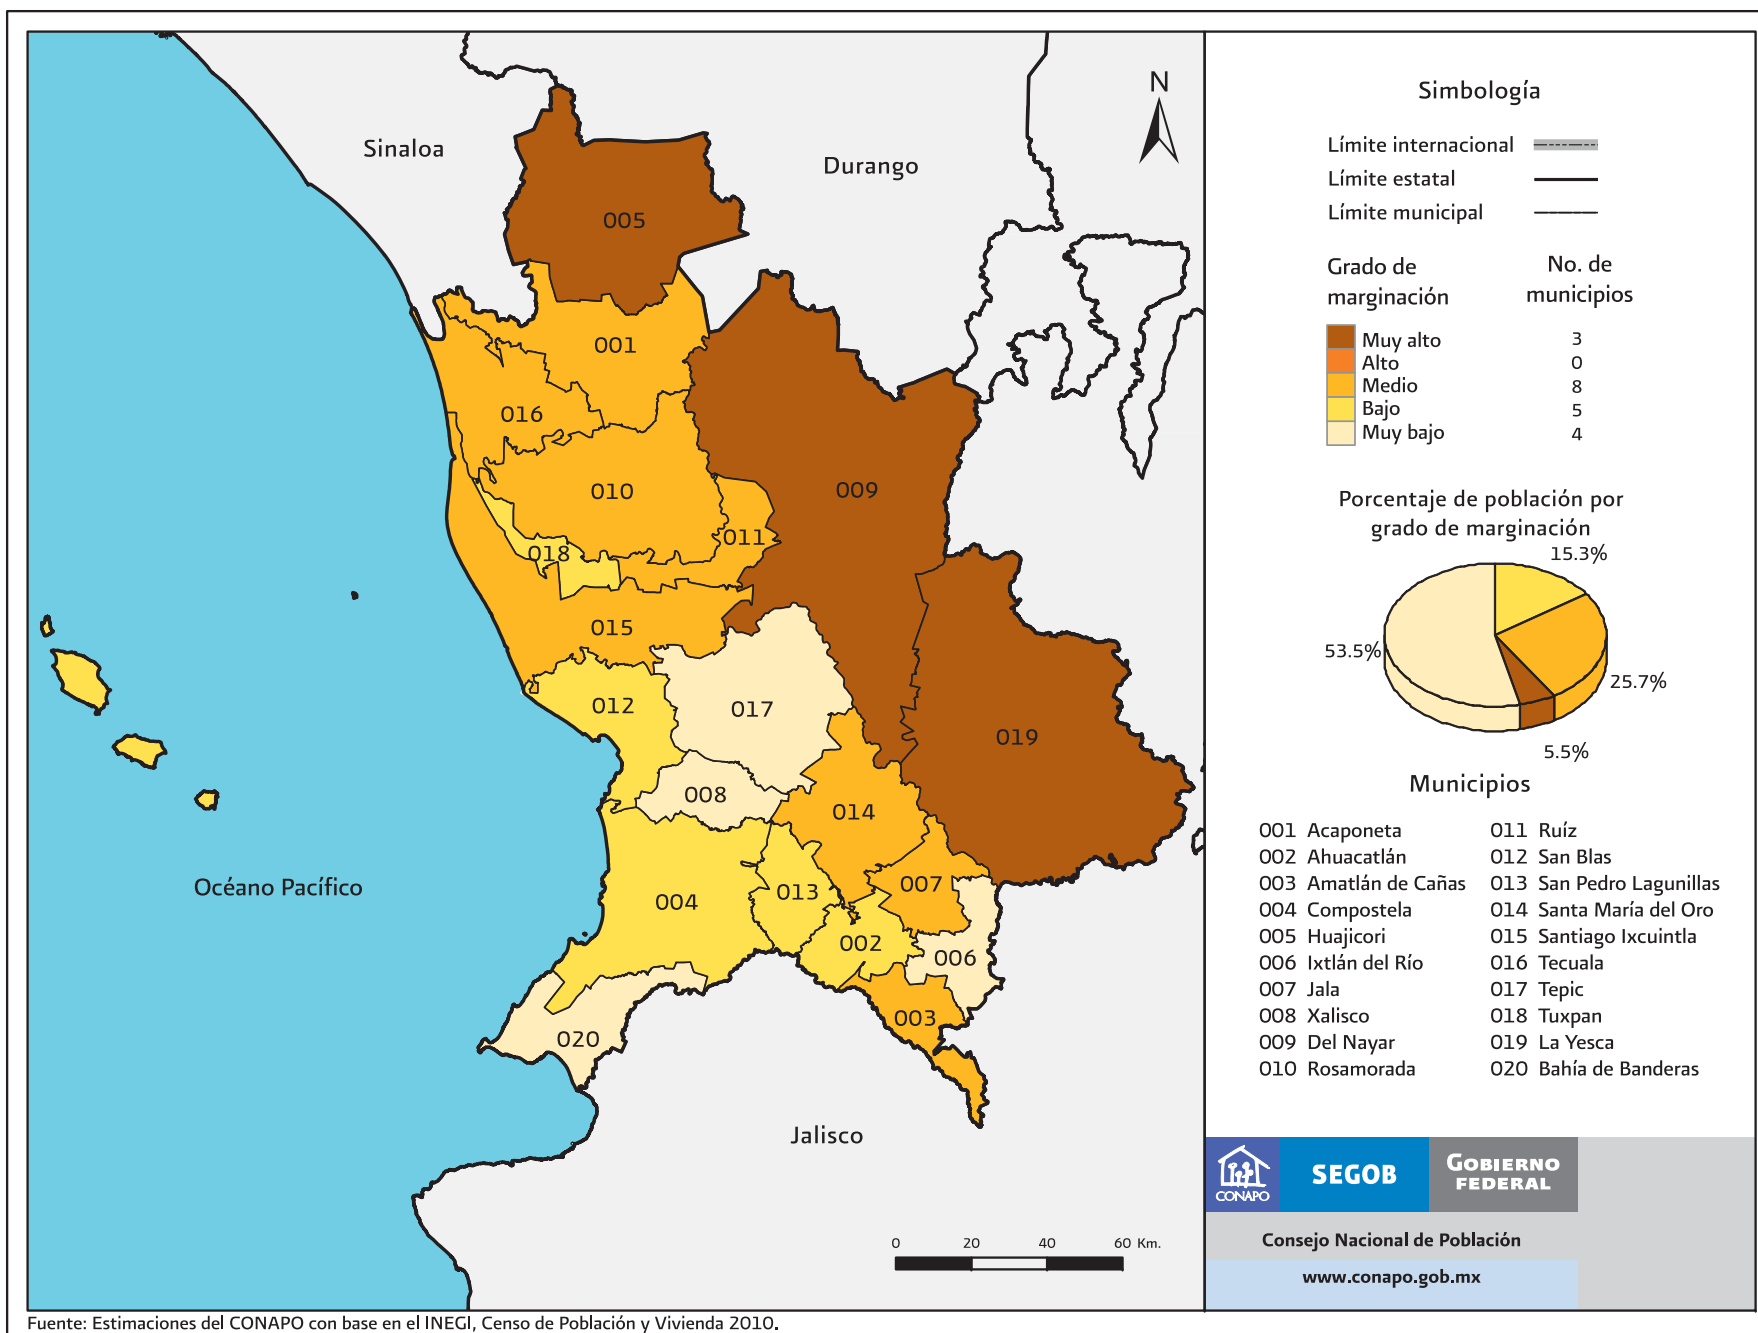 Sinaloa
Durango
N
005
001
016
010
009
011
018
015
012
017
019
008
014
004
013
007
002
006
003
020
Océano Pacífico
Jalisco
0 20 40 60 Km.
Simbología
Límite internacional
Límite estatal
Límite municipal
Grado de marginación
No. de municipios
Muy alto 3
Alto 0
Medio 8
Bajo 5
Muy bajo 4
Porcentaje de población por
grado de marginación
15.3%
53.5%
25.7%
5.5%
Municipios
001 Acaponeta
002 Ahuacatlán
003 Amatlán de Cañas
004 Compostela
005 Huajicori
006 Ixtlán del Río
007 Jala
008 Xalisco
009 Del Nayar
010 Rosamorada
011 Ruíz
012 San Blas
013 San Pedro Lagunillas
014 Santa María del Oro
015 Santiago Ixcuintla
016 Tecuala
017 Tepic
018 Tuxpan
019 La Yesca
020 Bahía de Banderas
CONAPO
SEGOB
GOBIERNO
FEDERAL
Consejo Nacional de Población
www.conapo.gob.mx
Fuente: Estimaciones del CONAPO con base en el INEGI, Censo de Población y Vivienda 2010.